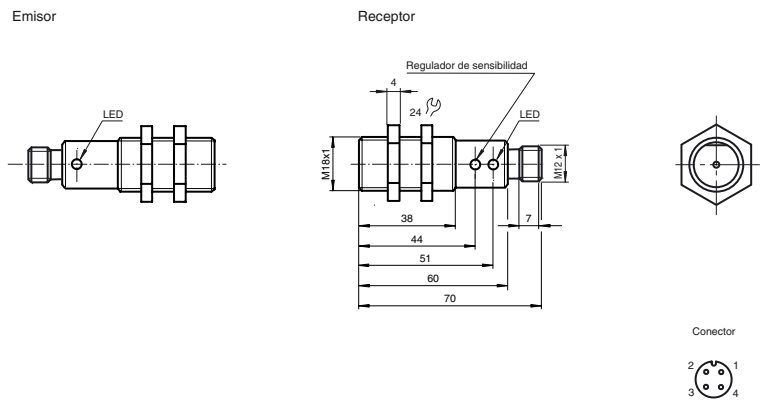 Emisor
Receptor
Regulador de sensibilidad
4
24
LED
LED
M18x1
M12 x 1
38
7
44
51
60
70
Conector
2
1
3
4